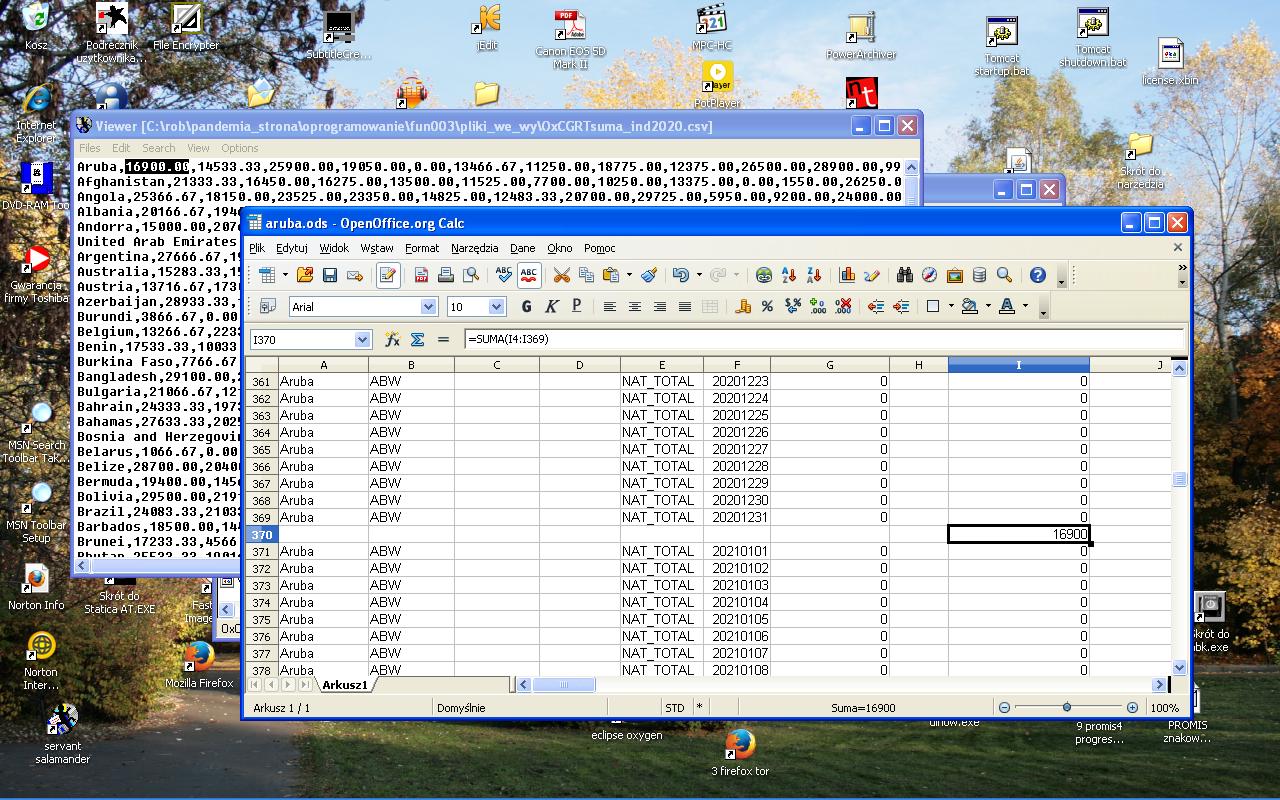 Kosz
Podręcznik użytkownika...
File Encrypter
SubtitleCre...
jEdit
Canon EOS 5D Mark II
MPC-HC
PowerArchiver
Tomcat startup.bat
Tomcat shutdown.bat
license.xbin
Internet Explorer
PotPlayer
Skrót do narzedzia
DVD-RAM Too
Gwarancja firmy Toshiba
MSN Search Toolbar Tak...
MSN Toolbar Setup
Norton Info
Norton Inter...
servant salamander
Skrót do Statica AT.EXE
Mozilla Firefox
Viewer [C:\rob\pandemia_strona\oprogramowanie\fun003\pliki_we_wy\OxCGRTsuma_ind2020.csv]
Files Edit Search View Options
Aruba,16900.00,14533.33,25900.00,19050.00,0.00,13466.67,11250.00,18775.00,12375.00,26500.00,28900.00,99
Afghanistan,21333.33,16450.00,16275.00,13500.00,11525.00,7700.00,10250.00,13375.00,0.00,1550.00,26250.0
Angola,25366.67,18150.00,23525.00,23350.00,14825.00,12483.33,20700.00,29725.00,5950.00,9200.00,24000.00
Albania,20166.67,194
Andorra,15000.00,207
United Arab Emirates
Argentina,27666.67,1
Australia,15283.33,1
Austria,13716.67,173
Azerbaijan,28933.33,
Burundi,3866.67,0.00
Belgium,13266.67,223
Benin,17533.33,10033
Burkina Faso,7766.67
Bangladesh,29100.00,
Bulgaria,21066.67,12
Bahrain,24333.33,197
Bahamas,27633.33,202
Bosnia and Herzegovi
Belarus,1066.67,0.00
Belize,28700.00,2040
Bermuda,19400.00,145
Bolivia,29500.00,219
Brazil,24083.33,2103
Barbados,18500.00,14
Brunei,17233.33,4566
aruba.ods - OpenOffice.org Calc
Plik Edytuj Widok Wstaw Format Narzędzia Dane Okno Pomoc
Arial 10 G K P
I370 =SUMA(I4:I369)
A B C D E F G H I J
361 Aruba ABW NAT_TOTAL 20201223 0 0
362 Aruba ABW NAT_TOTAL 20201224 0 0
363 Aruba ABW NAT_TOTAL 20201225 0 0
364 Aruba ABW NAT_TOTAL 20201226 0 0
365 Aruba ABW NAT_TOTAL 20201227 0 0
366 Aruba ABW NAT_TOTAL 20201228 0 0
367 Aruba ABW NAT_TOTAL 20201229 0 0
368 Aruba ABW NAT_TOTAL 20201230 0 0
369 Aruba ABW NAT_TOTAL 20201231 0 0
370 16900
371 Aruba ABW NAT_TOTAL 20210101 0 0
372 Aruba ABW NAT_TOTAL 20210102 0 0
373 Aruba ABW NAT_TOTAL 20210103 0 0
374 Aruba ABW NAT_TOTAL 20210104 0 0
375 Aruba ABW NAT_TOTAL 20210105 0 0
376 Aruba ABW NAT_TOTAL 20210106 0 0
377 Aruba ABW NAT_TOTAL 20210107 0 0
378 Aruba ABW NAT_TOTAL 20210108 0 0
Arkusz1
Arkusz 1 / 1 Domyślnie STD * Suma=16900 100%
eclipse oxygen
3 firefox tor
9 promis4 progres...
PROMIS znakow...